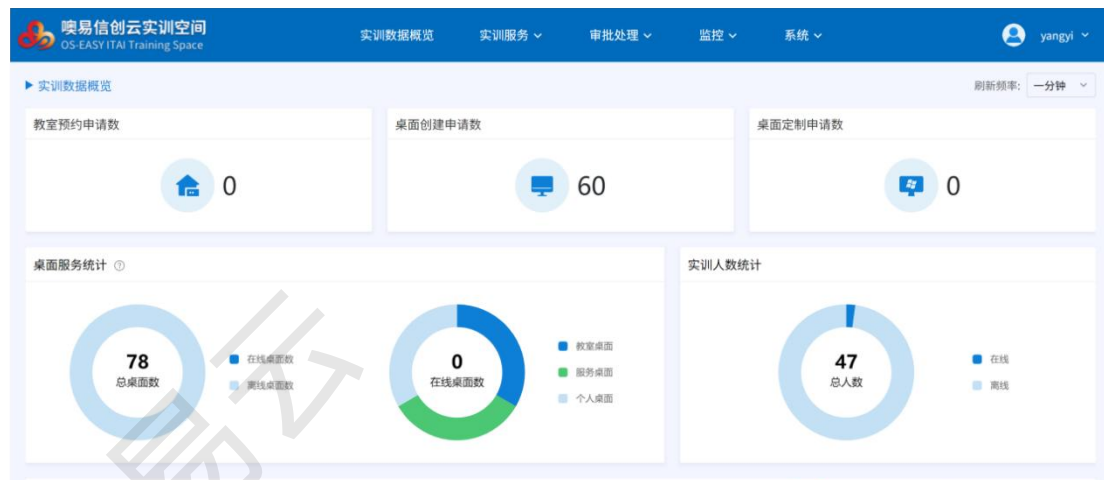 噢易信创云实训空间
OS-EASY ITAI Training Space
实训数据概览 实训服务 审批处理 监控 系统 yangyi
实训数据概览
刷新频率: 一分钟
教室预约申请数
0
桌面创建申请数
60
桌面定制申请数
0
桌面服务统计
78
总桌面数
在线桌面数
离线桌面数
0
在线桌面数
教室桌面
服务桌面
个人桌面
实训人数统计
47
总人数
在线
离线